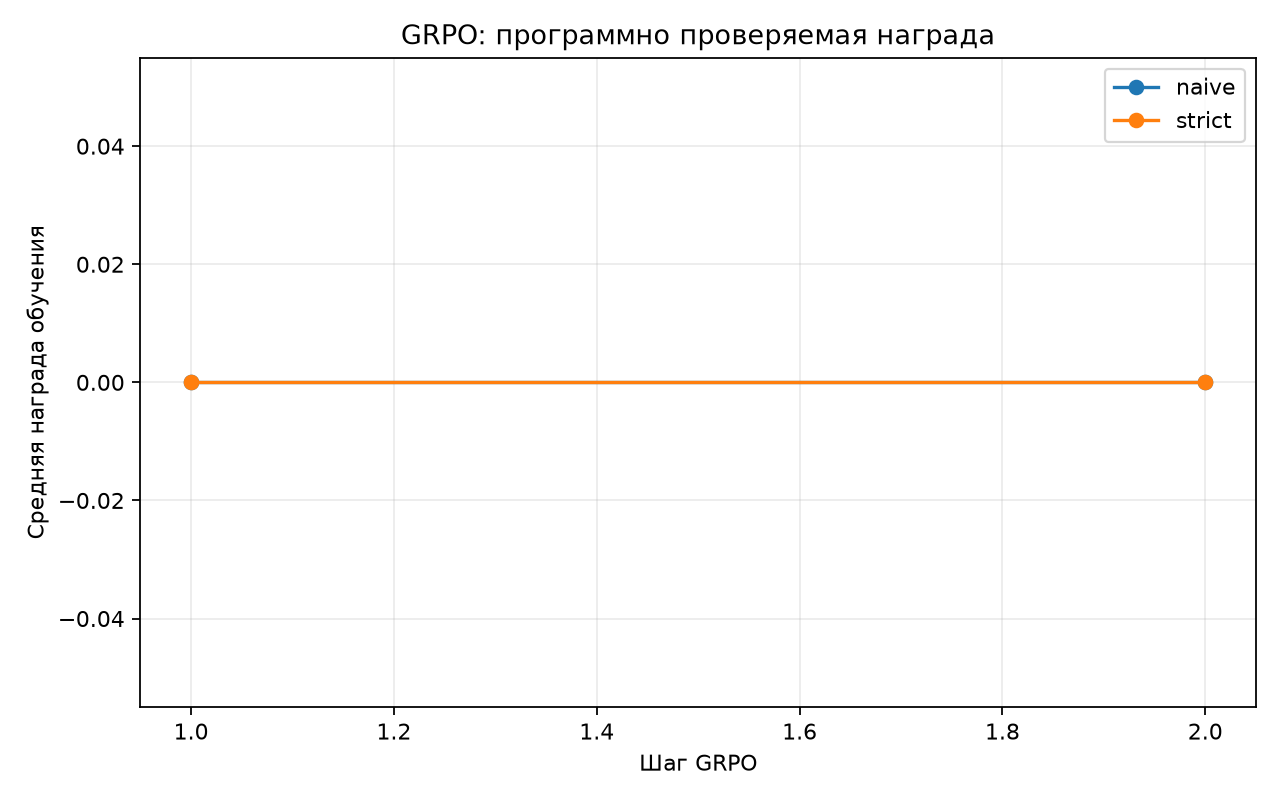 GRPO: программно проверяемая награда
naive
strict
Средняя награда обучения
0.04
0.02
0.00
−0.02
−0.04
1.0 1.2 1.4 1.6 1.8 2.0
Шаг GRPO